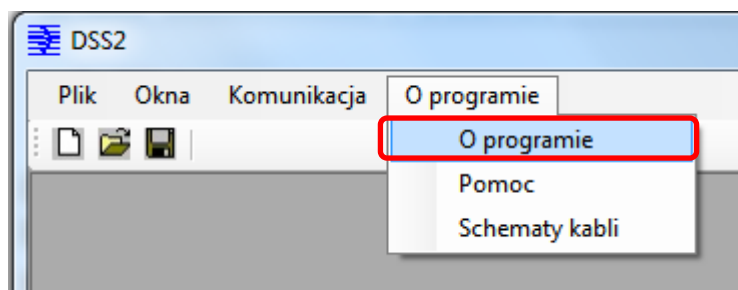 DSS2
Plik Okna Komunikacja O programie
O programie
Pomoc
Schematy kabli